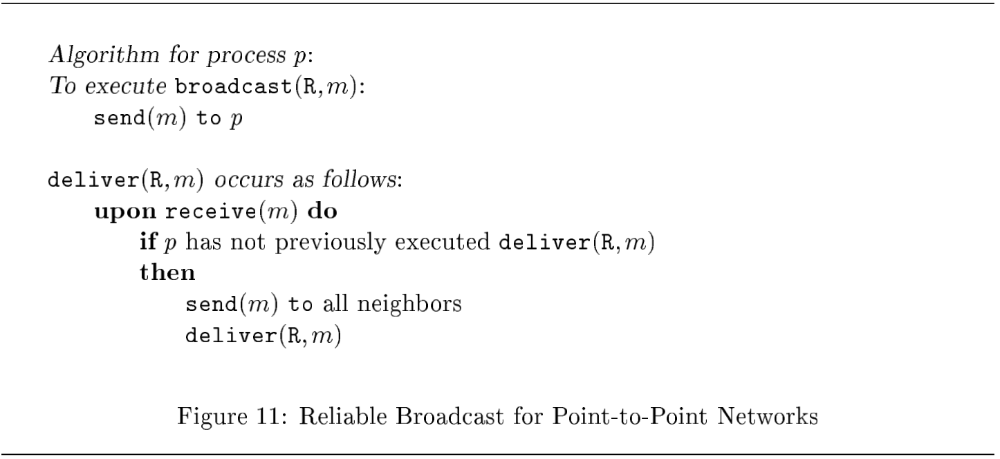 Algorithm for process p:
To execute broadcast(R, m):
send(m) to p
deliver(R, m) occurs as follows:
upon receive(m) do
if p has not previously executed deliver(R, m)
then
send(m) to all neighbors
deliver(R, m)
Figure 11: Reliable Broadcast for Point-to-Point Networks